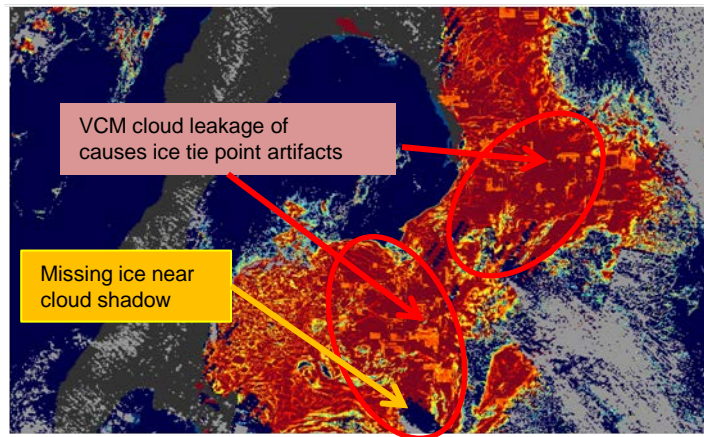 VCM cloud leakage of
causes ice tie point artifacts
Missing ice near
cloud shadow